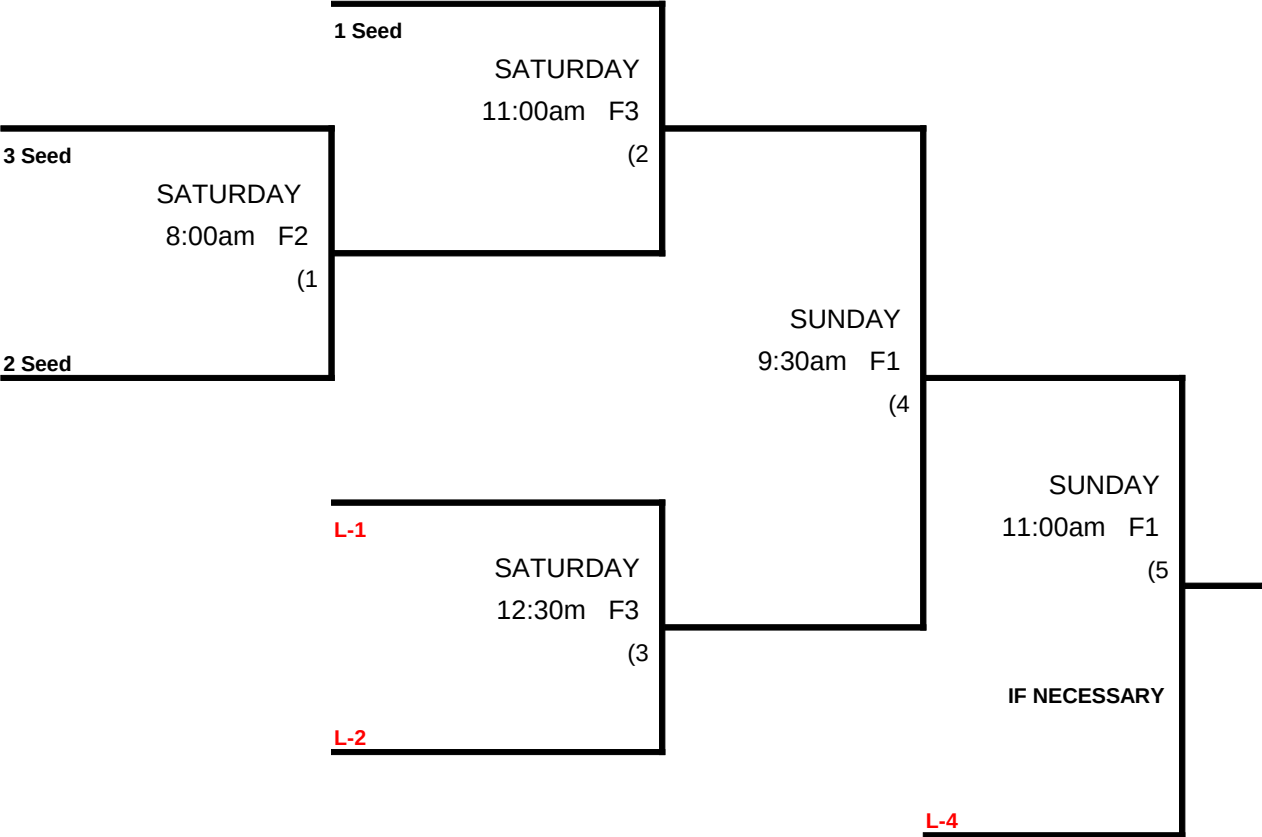 1 Seed
SATURDAY
11:00am F3
(2
3 Seed
SATURDAY
8:00am F2
(1
2 Seed
SUNDAY
9:30am F1
(4
L-1
SATURDAY
12:30m F3
(3
L-2
SUNDAY
11:00am F1
(5
IF NECESSARY
L-4